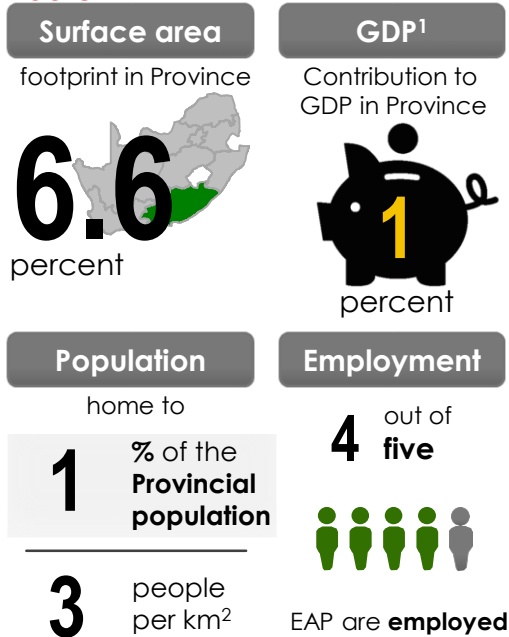 Surface area
footprint in Province
6.6
percent
GDP¹
Contribution to
GDP in Province
1
percent
Population
home to
1
% of the
Provincial
population
3
people
per km²
Employment
4
out of
five
EAP are employed